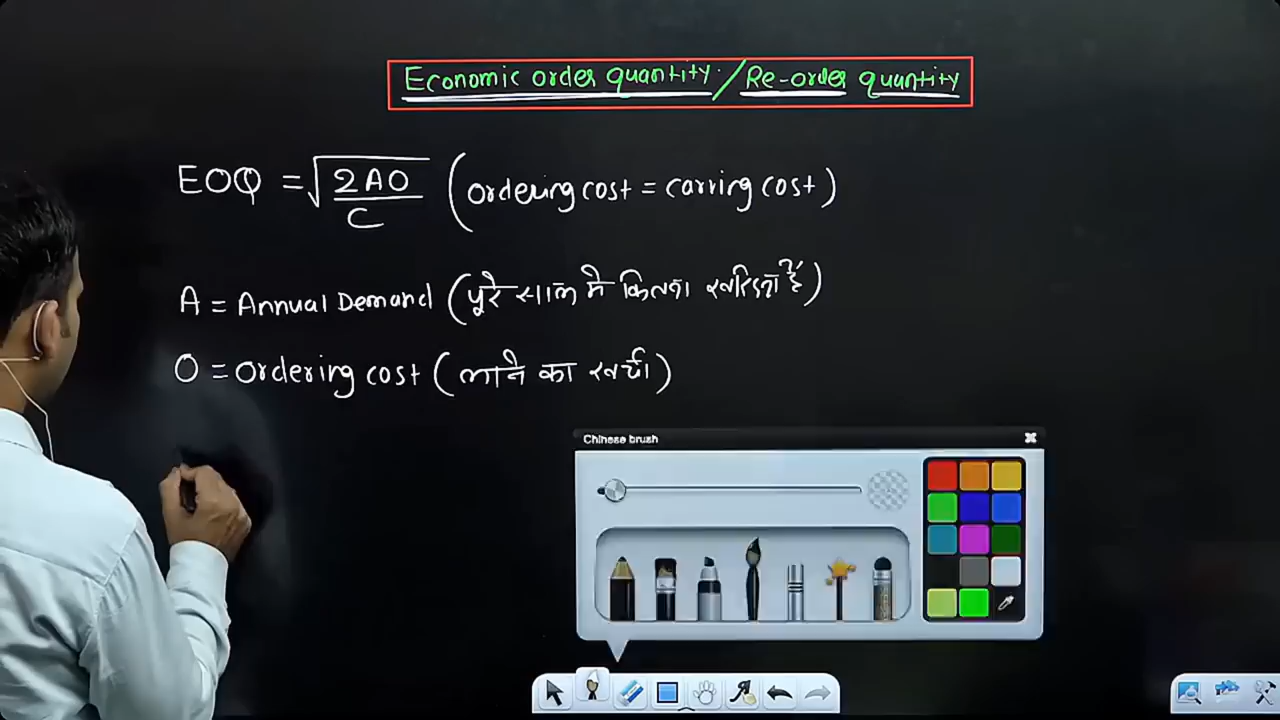 Economic order quantity / Re-order quantity
EOQ = √2AO/C (ordering cost = carring cost)
A = Annual Demand (पूरे साल मे कितना खरिदना है)
O = ordering cost (लाने का खर्चा)
Chinese brush